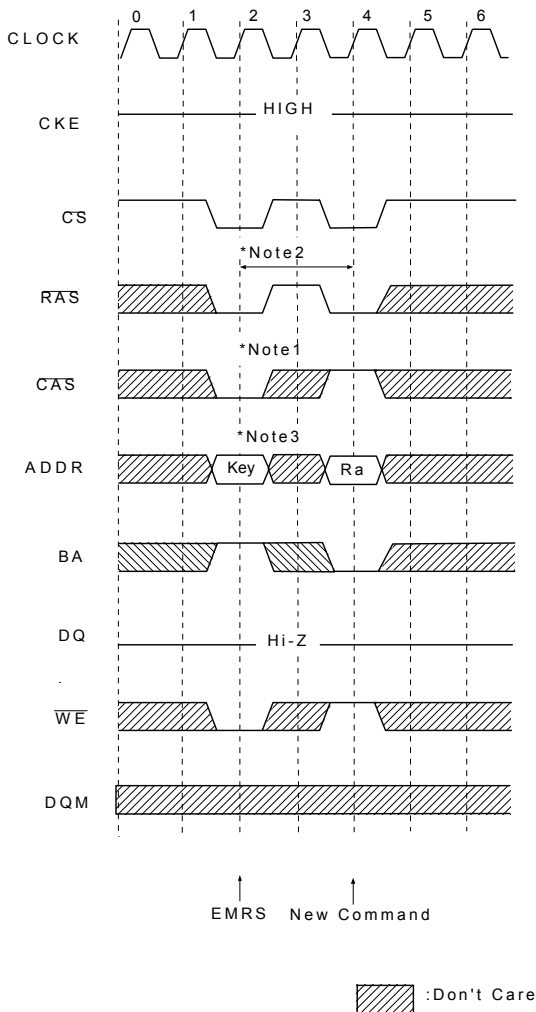 0 1 2 3 4 5 6
CLOCK
HIGH
CKE
CS
*Note2
RAS
*Note1
CAS
*Note3
ADDR Key Ra
BA
DQ Hi-Z
WE
DQM
EMRS New Command
:Don't Care